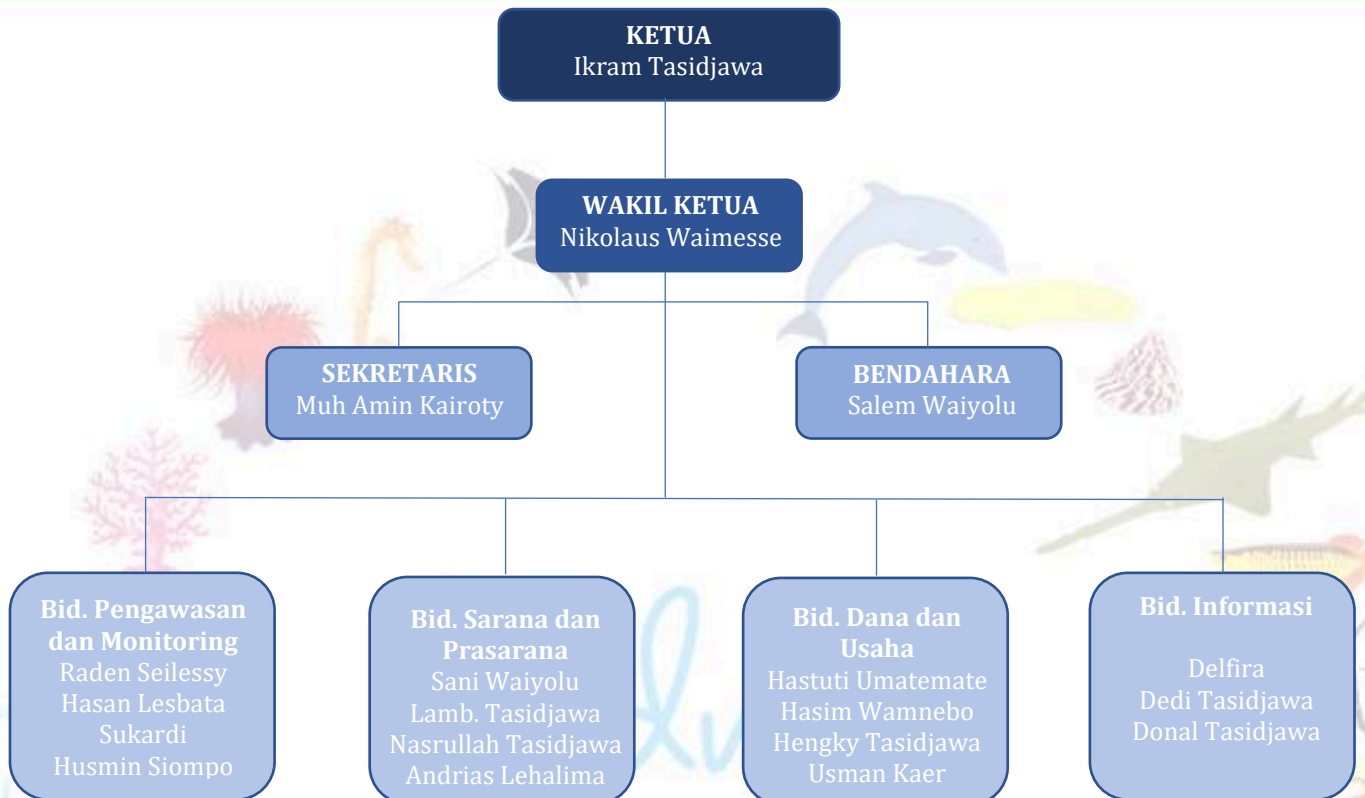 KETUA
Ikram Tasidjawa
WAKIL KETUA
Nikolaus Waimesse
SEKRETARIS
Muh Amin Kairoty
BENDAHARA
Salem Waiyolu
Bid. Pengawasan
dan Monitoring
Raden Seilessy
Hasan Lesbata
Sukardi
Husmin Siompo
Bid. Sarana dan
Prasarana
Sani Waiyolu
Lamb. Tasidjawa
Nasrullah Tasidjawa
Andrias Lehalima
Bid. Dana dan
Usaha
Hastuti Umatemate
Hasim Wamnebo
Hengky Tasidjawa
Usman Kaer
Bid. Informasi
Delfira
Dedi Tasidjawa
Donal Tasidjawa